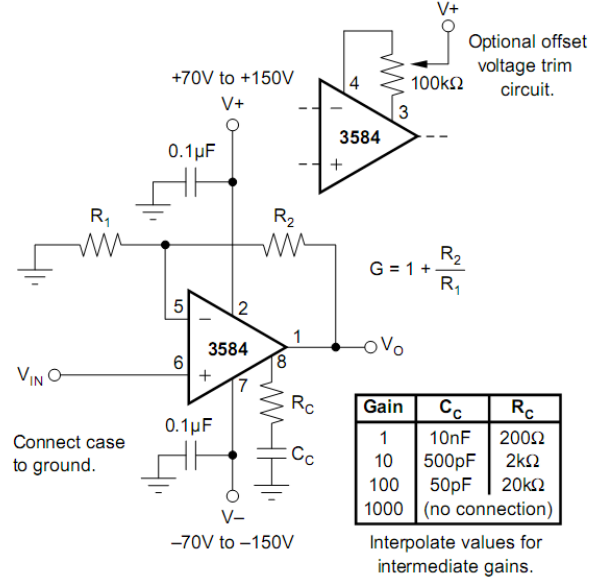 V+
Optional offset
voltage trim
circuit.
100kΩ
4
3
3584
−
+
+70V to +150V
V+
0.1µF
R1
R2
G = 1 + R2
R1
5
2
−
3584
1
VO
6
+
8
7
VIN
RC
0.1µF
CC
Connect case
to ground.
V–
–70V to –150V
Gain CC RC
1 10nF 200Ω
10 500pF 2kΩ
100 50pF 20kΩ
1000 (no connection)
Interpolate values for
intermediate gains.